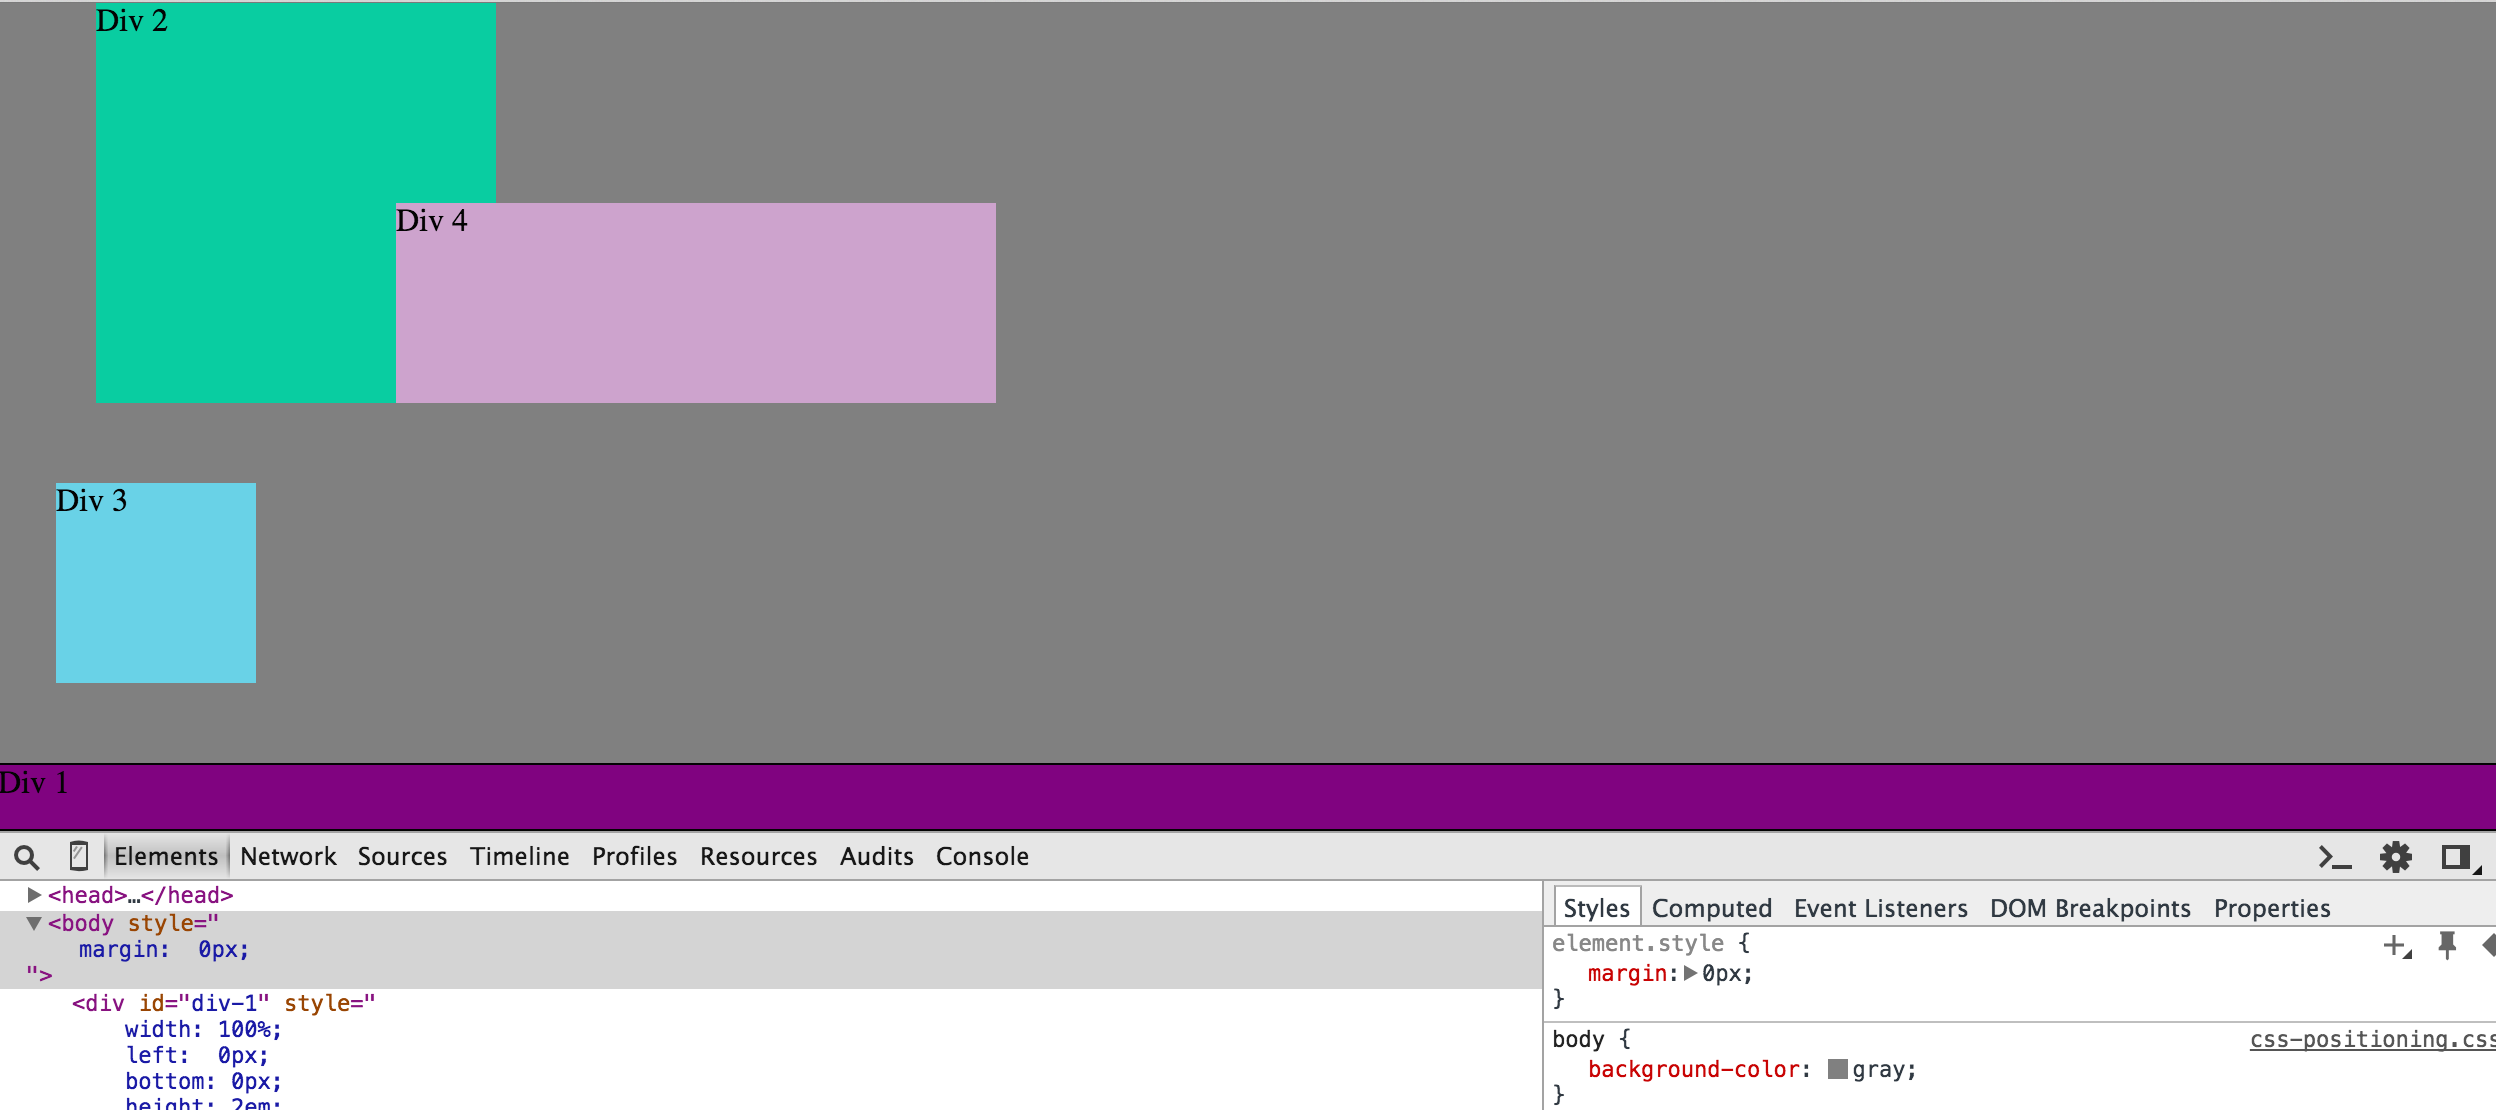 Div 2
Div 4
Div 3
Div 1
Elements Network Sources Timeline Profiles Resources Audits Console
<head>…</head>
<body style="
margin:  0px;
">
<div id="div-1" style="
width: 100%;
left:  0px;
bottom: 0px;
height: 2em;
Styles Computed Event Listeners DOM Breakpoints Properties
element.style {
margin: 0px;
}
body {
css-positioning.css
background-color: gray;
}